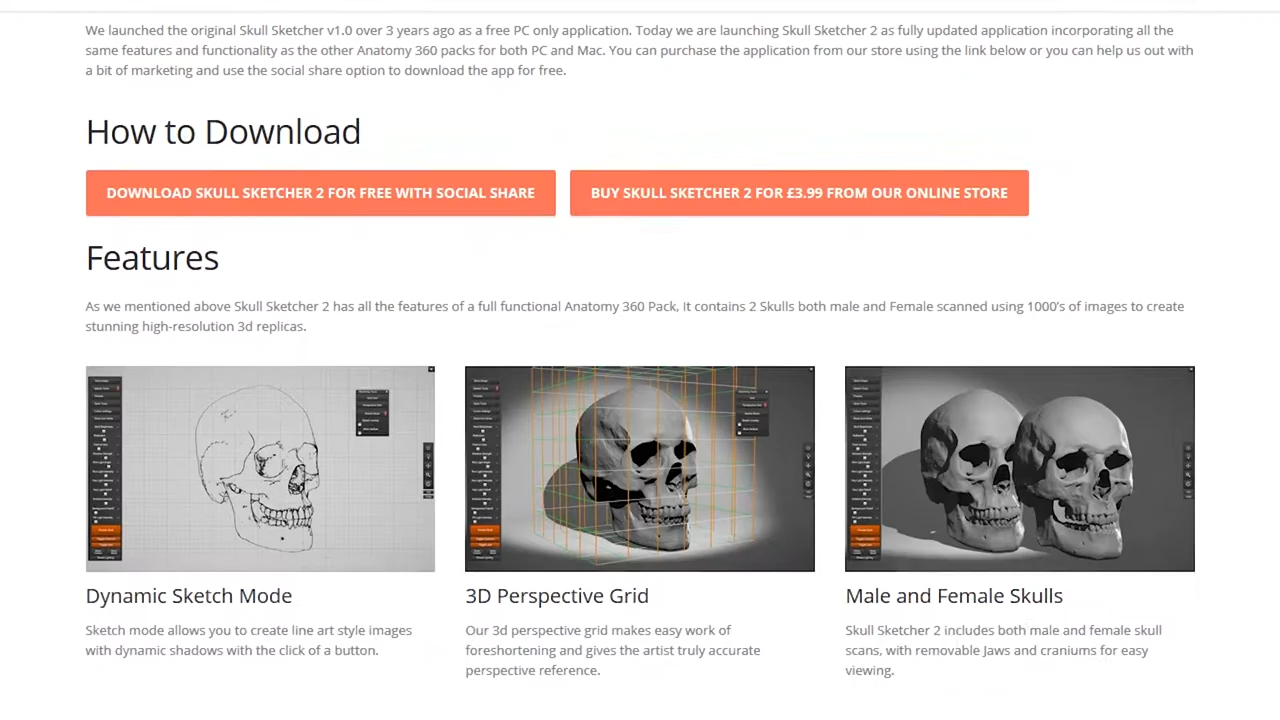 We launched the original Skull Sketcher v1.0 over 3 years ago as a free PC only application. Today we are launching Skull Sketcher 2 as fully updated application incorporating all the
same features and functionality as the other Anatomy 360 packs for both PC and Mac. You can purchase the application from our store using the link below or you can help us out with
a bit of marketing and use the social share option to download the app for free.
How to Download
DOWNLOAD SKULL SKETCHER 2 FOR FREE WITH SOCIAL SHARE
BUY SKULL SKETCHER 2 FOR £3.99 FROM OUR ONLINE STORE
Features
As we mentioned above Skull Sketcher 2 has all the features of a full functional Anatomy 360 Pack, It contains 2 Skulls both male and Female scanned using 1000's of images to create
stunning high-resolution 3d replicas.
Dynamic Sketch Mode
Sketch mode allows you to create line art style images
with dynamic shadows with the click of a button.
3D Perspective Grid
Our 3d perspective grid makes easy work of
foreshortening and gives the artist truly accurate
perspective reference.
Male and Female Skulls
Skull Sketcher 2 includes both male and female skull
scans, with removable Jaws and craniums for easy
viewing.